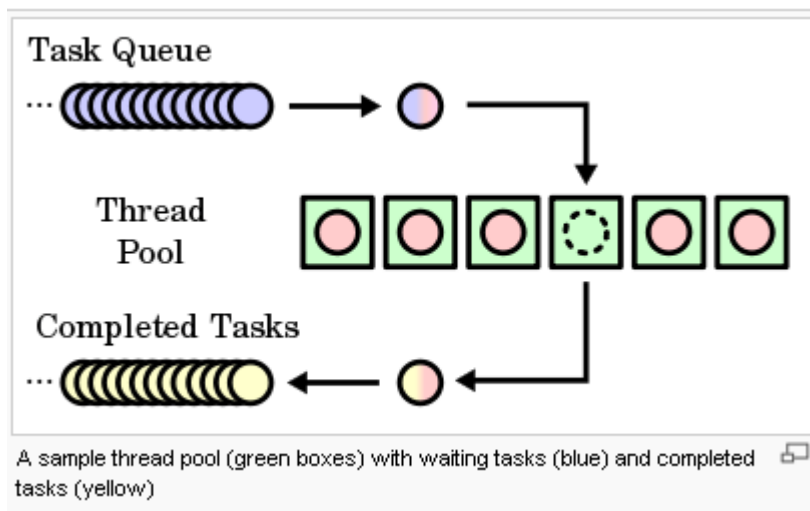 Task Queue
...
Thread
Pool
Completed Tasks
...
A sample thread pool (green boxes) with waiting tasks (blue) and completed
tasks (yellow)